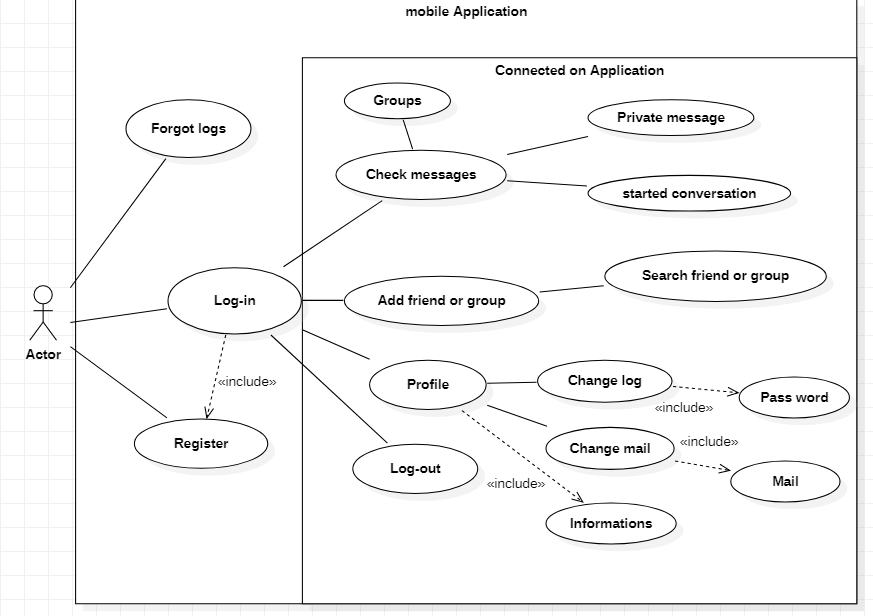 mobile Application
Connected on Application
Groups
Private message
Forgot logs
Check messages
started conversation
Search friend or group
Log-in
Add friend or group
Actor
«include»
Profile
Change log
Pass word
«include»
Register
Change mail
«include»
Log-out
Mail
«include»
Informations